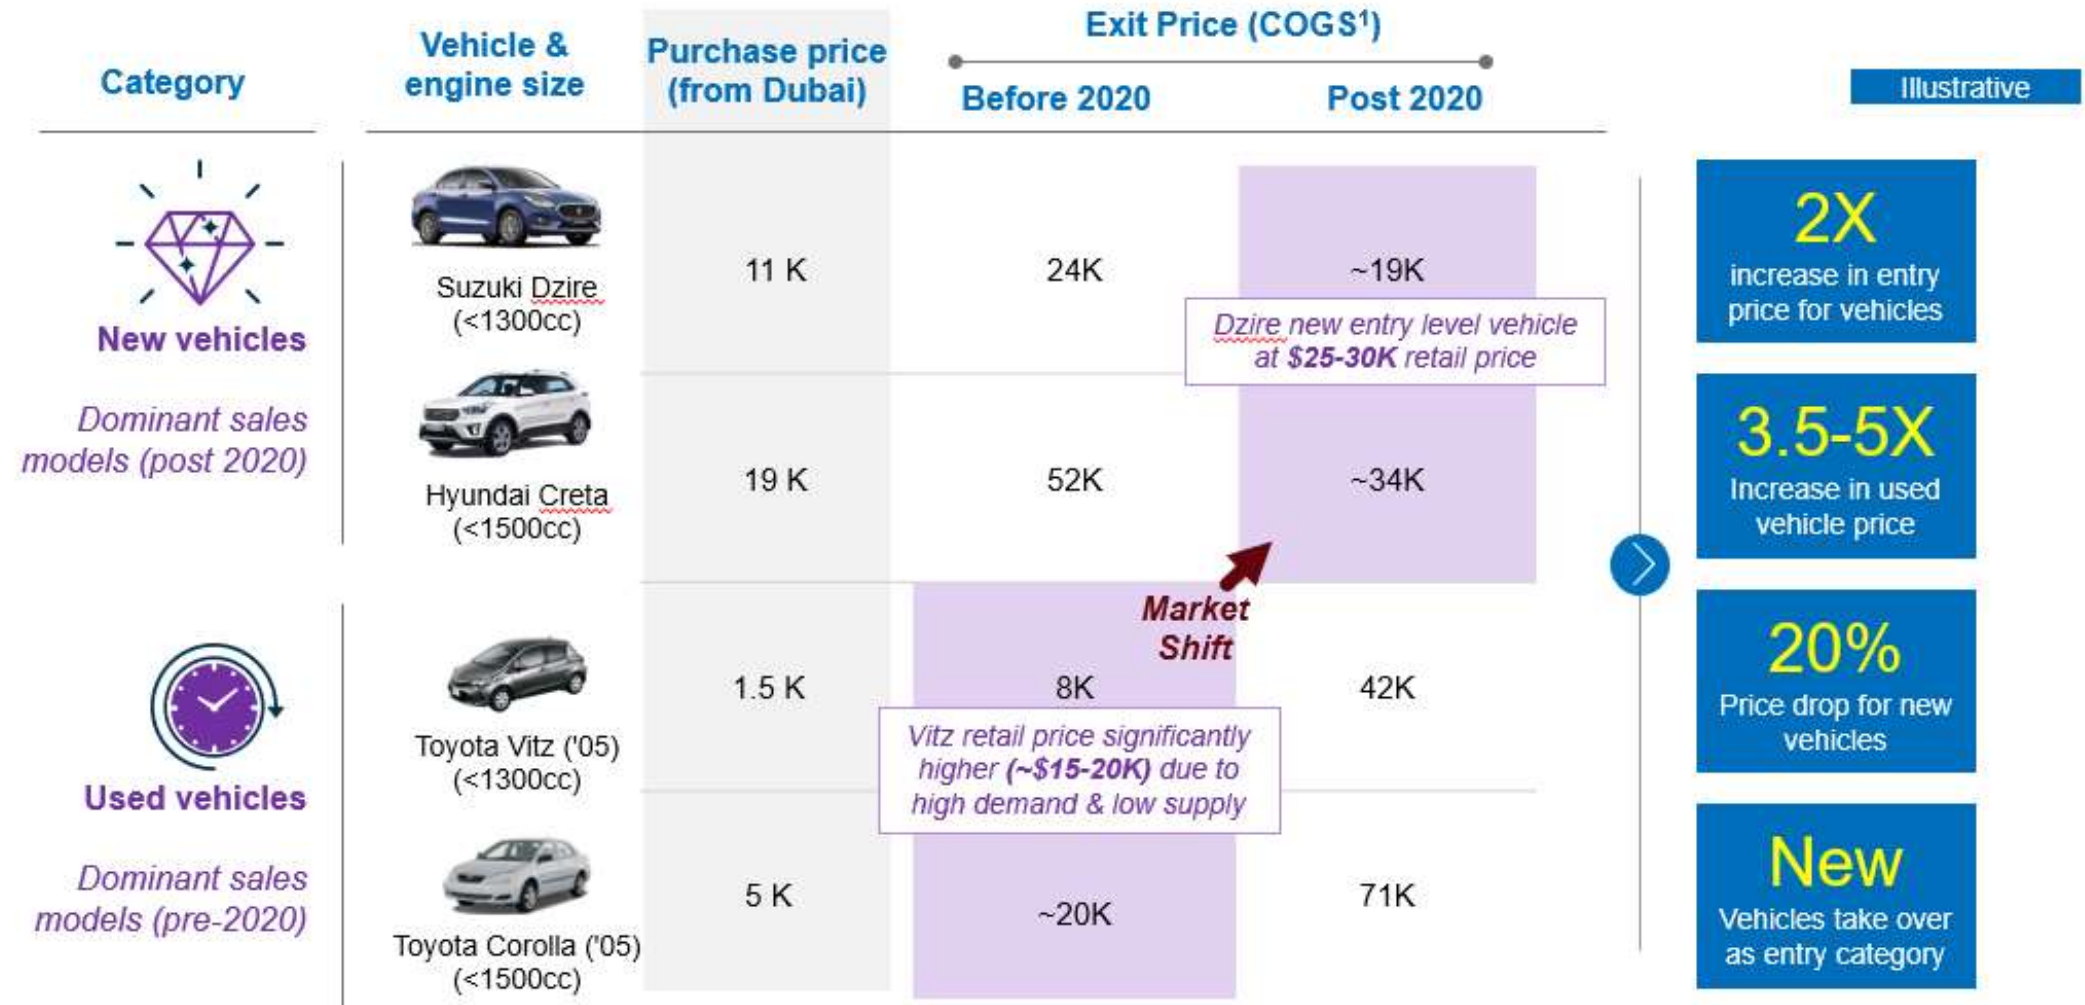 Category
Vehicle &
engine size
Purchase price
(from Dubai)
Exit Price (COGS¹)
Before 2020
Post 2020
Illustrative
New vehicles
Dominant sales
models (post 2020)
Suzuki Dzire
(<1300cc)
11 K
24K
~19K
Dzire new entry level vehicle
at $25-30K retail price
Hyundai Creta
(<1500cc)
19 K
52K
~34K
Market
Shift
Used vehicles
Dominant sales
models (pre-2020)
Toyota Vitz ('05)
(<1300cc)
1.5 K
8K
42K
Vitz retail price significantly
higher (~$15-20K) due to
high demand & low supply
Toyota Corolla ('05)
(<1500cc)
5 K
~20K
71K
2X
increase in entry
price for vehicles
3.5-5X
Increase in used
vehicle price
20%
Price drop for new
vehicles
New
Vehicles take over
as entry category